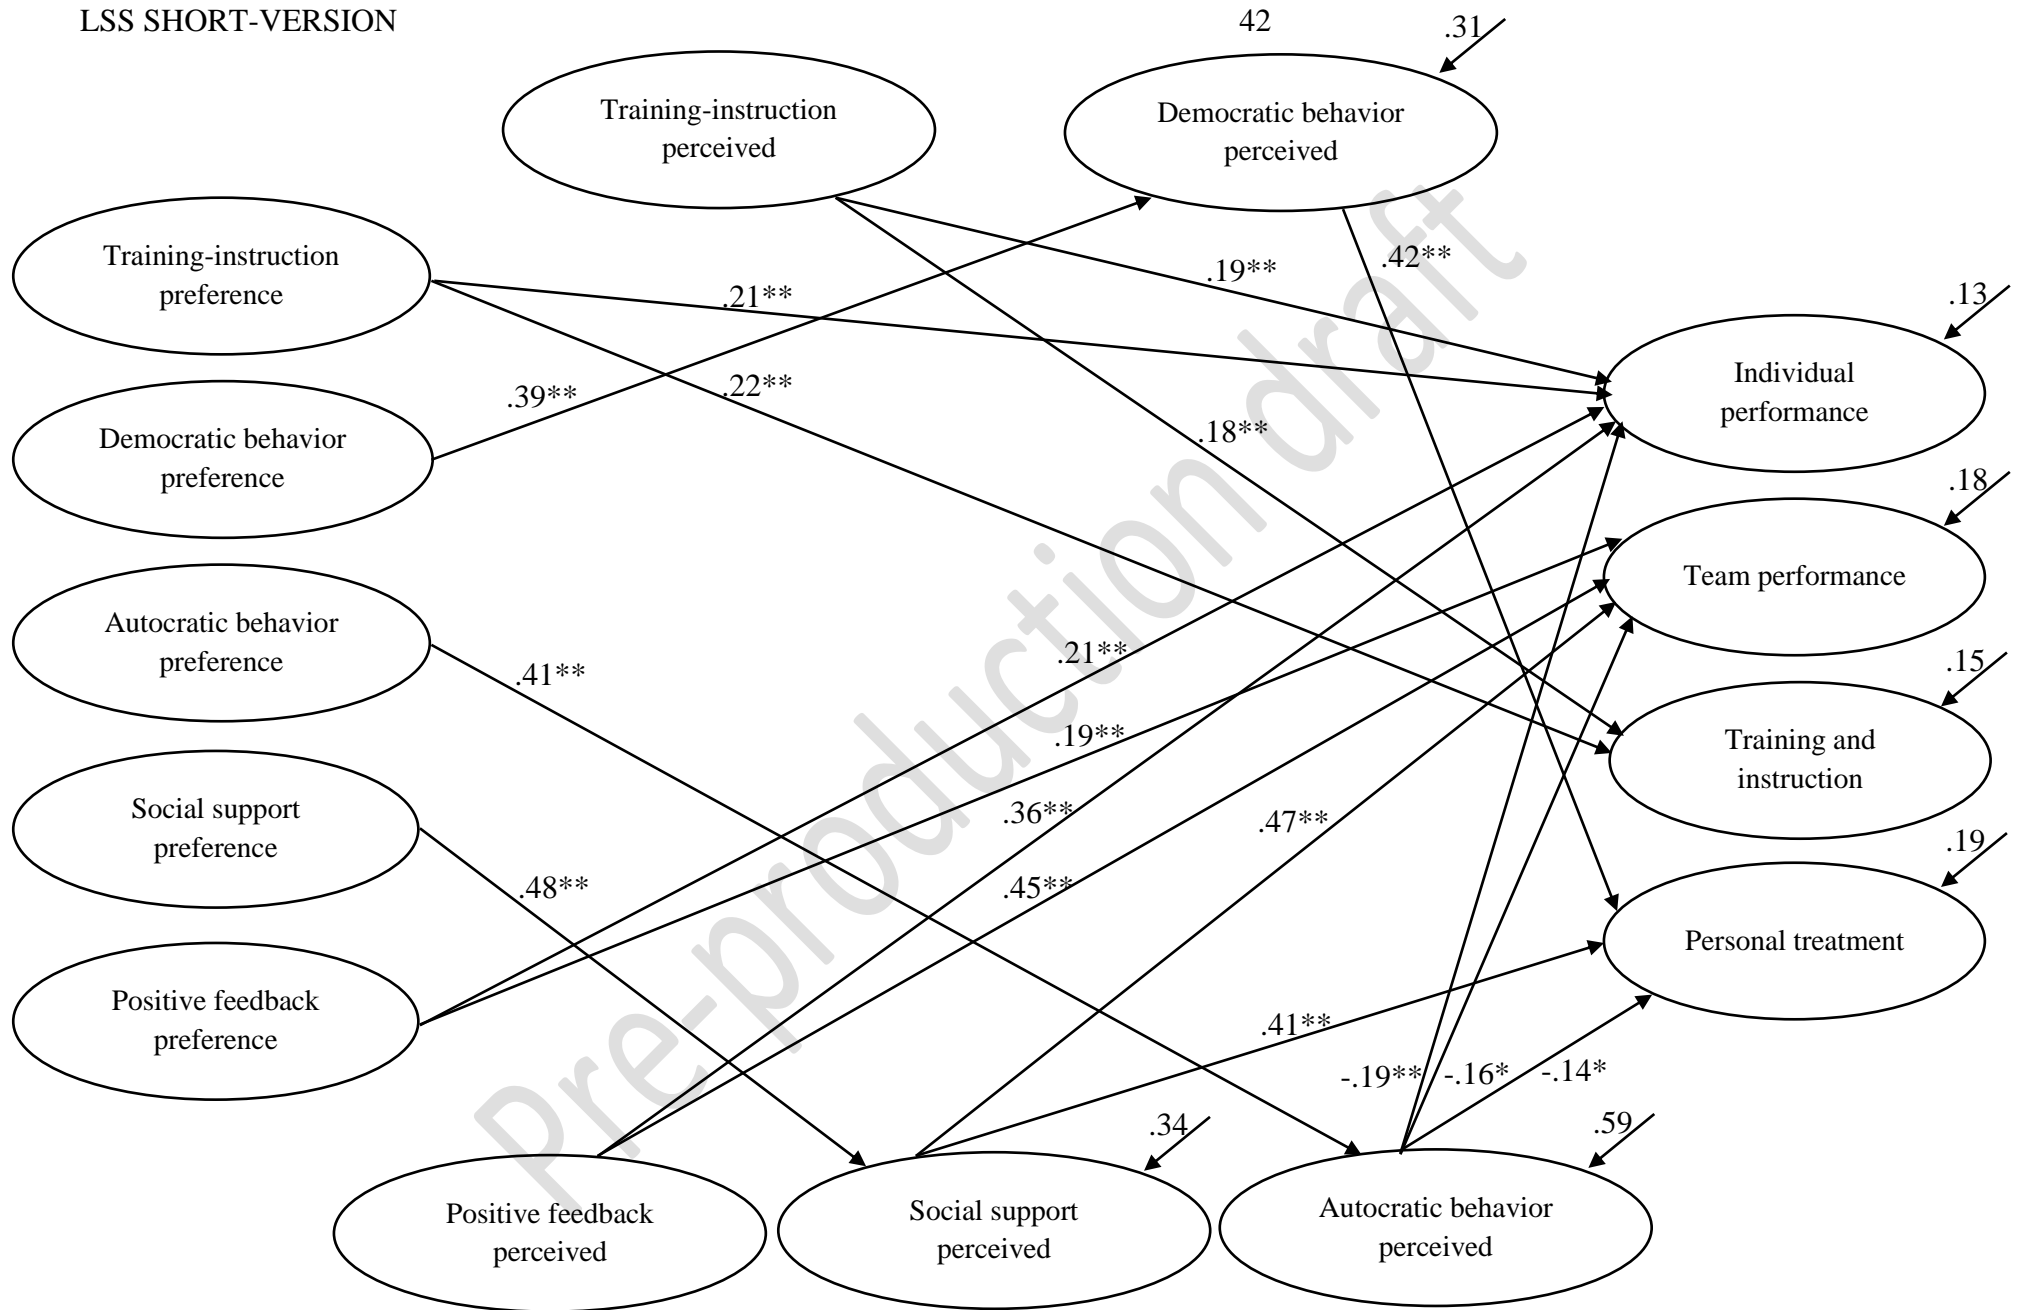 LSS SHORT-VERSION
42
.31
Training-instruction
perceived
Democratic behavior
perceived
Training-instruction
preference
.21**
.19**
.42**
.13
Individual
performance
.39**
.22**
Democratic behavior
preference
.18**
.18
Team performance
Autocratic behavior
preference
.41**
.21**
.15
Training and
instruction
.19**
Social support
preference
.36**
.47**
.19
.48**
.45**
Personal treatment
Positive feedback
preference
.41**
-.19**
-.16*
-.14*
.34
.59
Positive feedback
perceived
Social support
perceived
Autocratic behavior
perceived
Pre-production draft